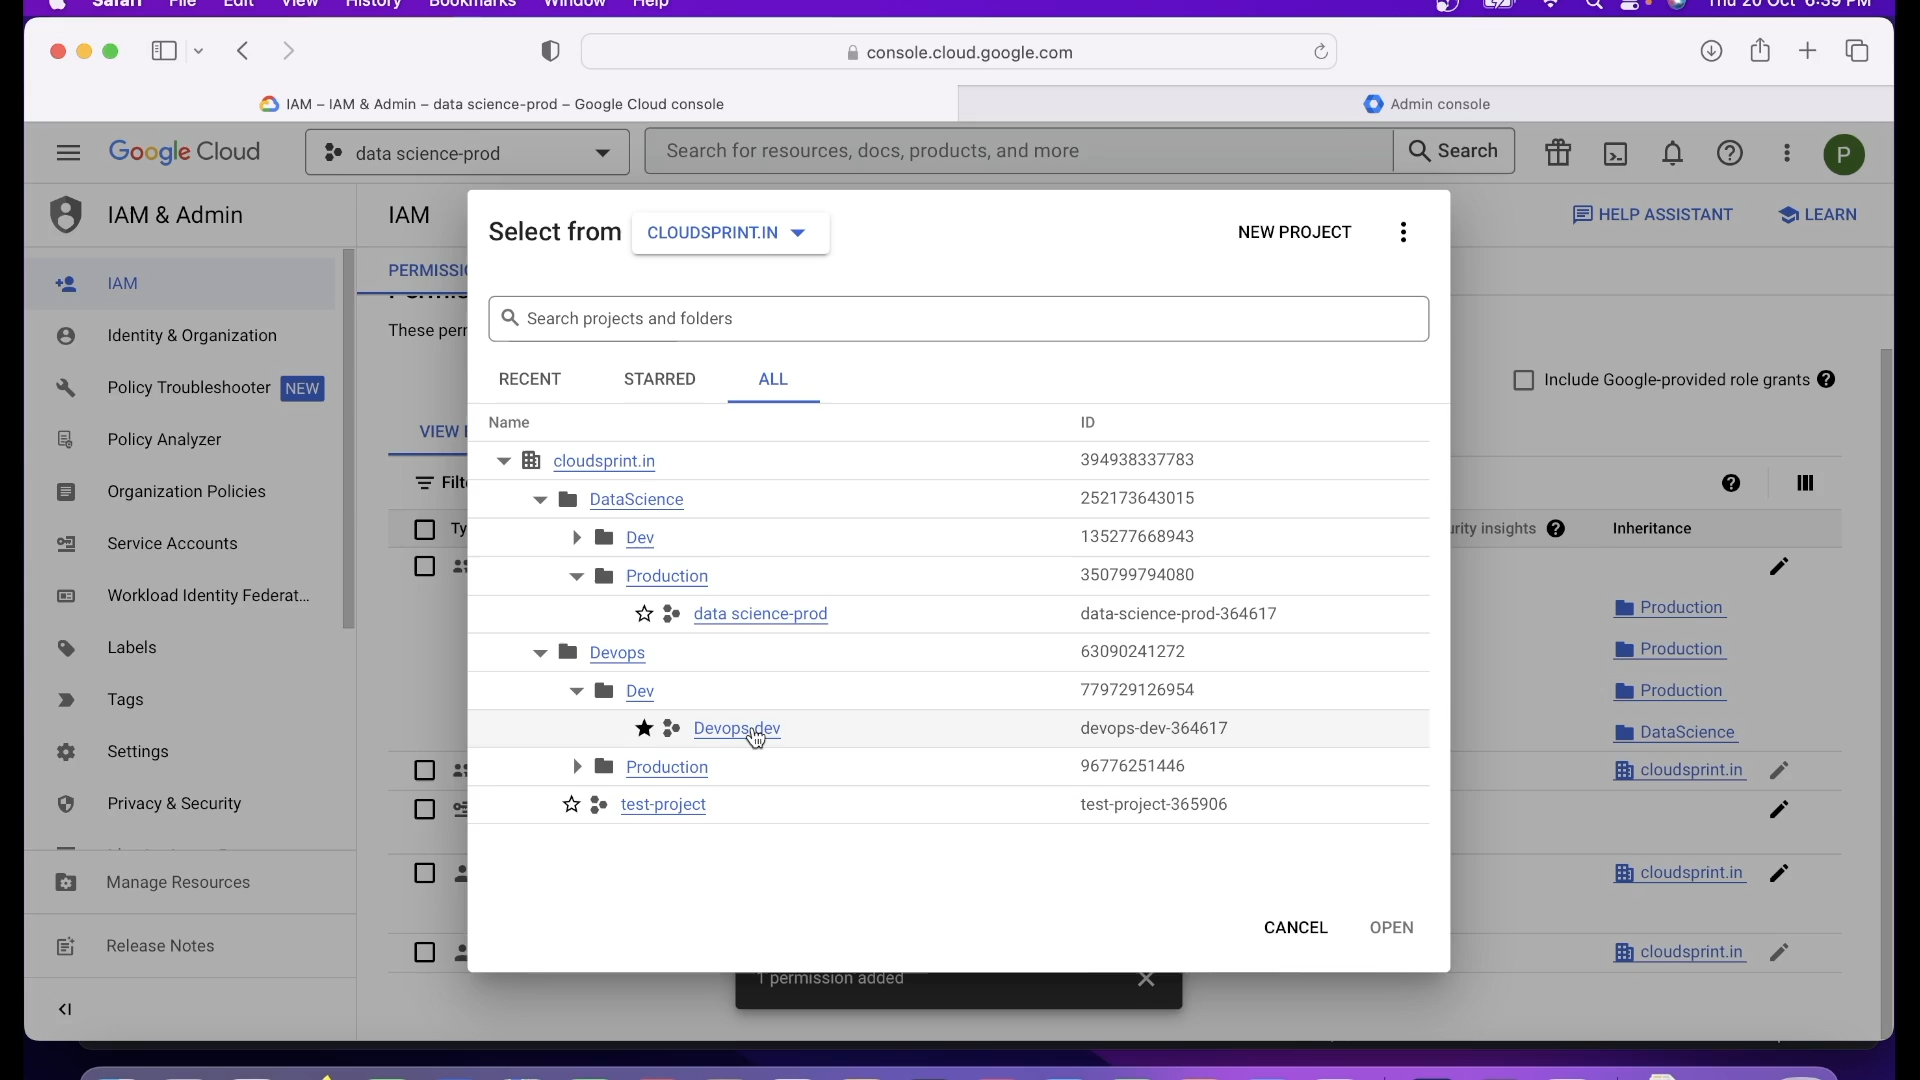 Safari File Edit View History Bookmarks Window Help
Thu 20 Oct 6:39 PM
console.cloud.google.com
IAM – IAM & Admin – data science-prod – Google Cloud console
Admin console
Google Cloud
data science-prod
Search for resources, docs, products, and more
Search
P
IAM & Admin
IAM
HELP ASSISTANT
LEARN
IAM
Identity & Organization
Policy Troubleshooter NEW
Policy Analyzer
Organization Policies
Service Accounts
Workload Identity Federat...
Labels
Tags
Settings
Privacy & Security
Manage Resources
Release Notes
These
VIEW
Include Google-provided role grants
insights
Inheritance
Production
Production
Production
DataScience
cloudsprint.in
cloudsprint.in
cloudsprint.in
Select from CLOUDSPRINT.IN
NEW PROJECT
Search projects and folders
RECENT STARRED ALL
Name ID
cloudsprint.in 394938337783
DataScience 252173643015
Dev 135277668943
Production 350799794080
data science-prod data-science-prod-364617
Devops 63090241272
Dev 779729126954
Devops-dev devops-dev-364617
Production 96776251446
test-project test-project-365906
CANCEL OPEN
1 permission added